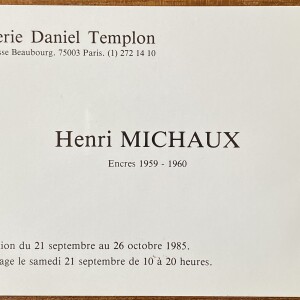 erie Daniel Templon
sse Beaubourg. 75003 Paris. (1) 272 14 10
Henri MICHAUX
Encres 1959 - 1960
ion du 21 septembre au 26 octobre 1985.
age le samedi 21 septembre de 10 à 20 heures.